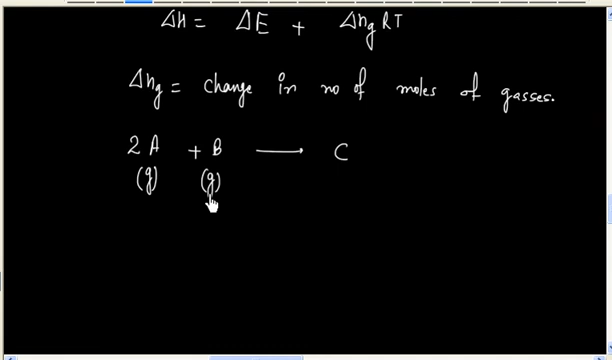 ΔH = ΔE + Δng RT
Δng = change in no of moles of gasses.
2 A + B ⟶ C
(g) (g)